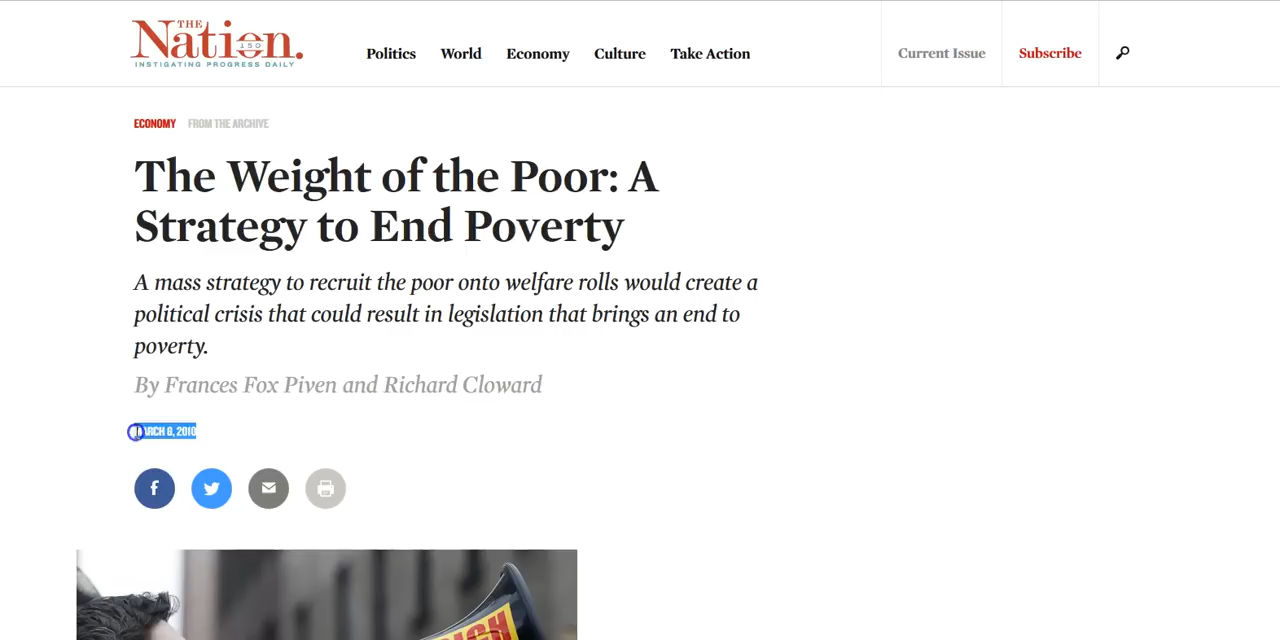 THE
Nation.
150
INSTIGATING PROGRESS DAILY
Politics World Economy Culture Take Action Current Issue Subscribe
ECONOMY FROM THE ARCHIVE
The Weight of the Poor: A
Strategy to End Poverty
A mass strategy to recruit the poor onto welfare rolls would create a
political crisis that could result in legislation that brings an end to
poverty.
By Frances Fox Piven and Richard Cloward
MARCH 8, 2010